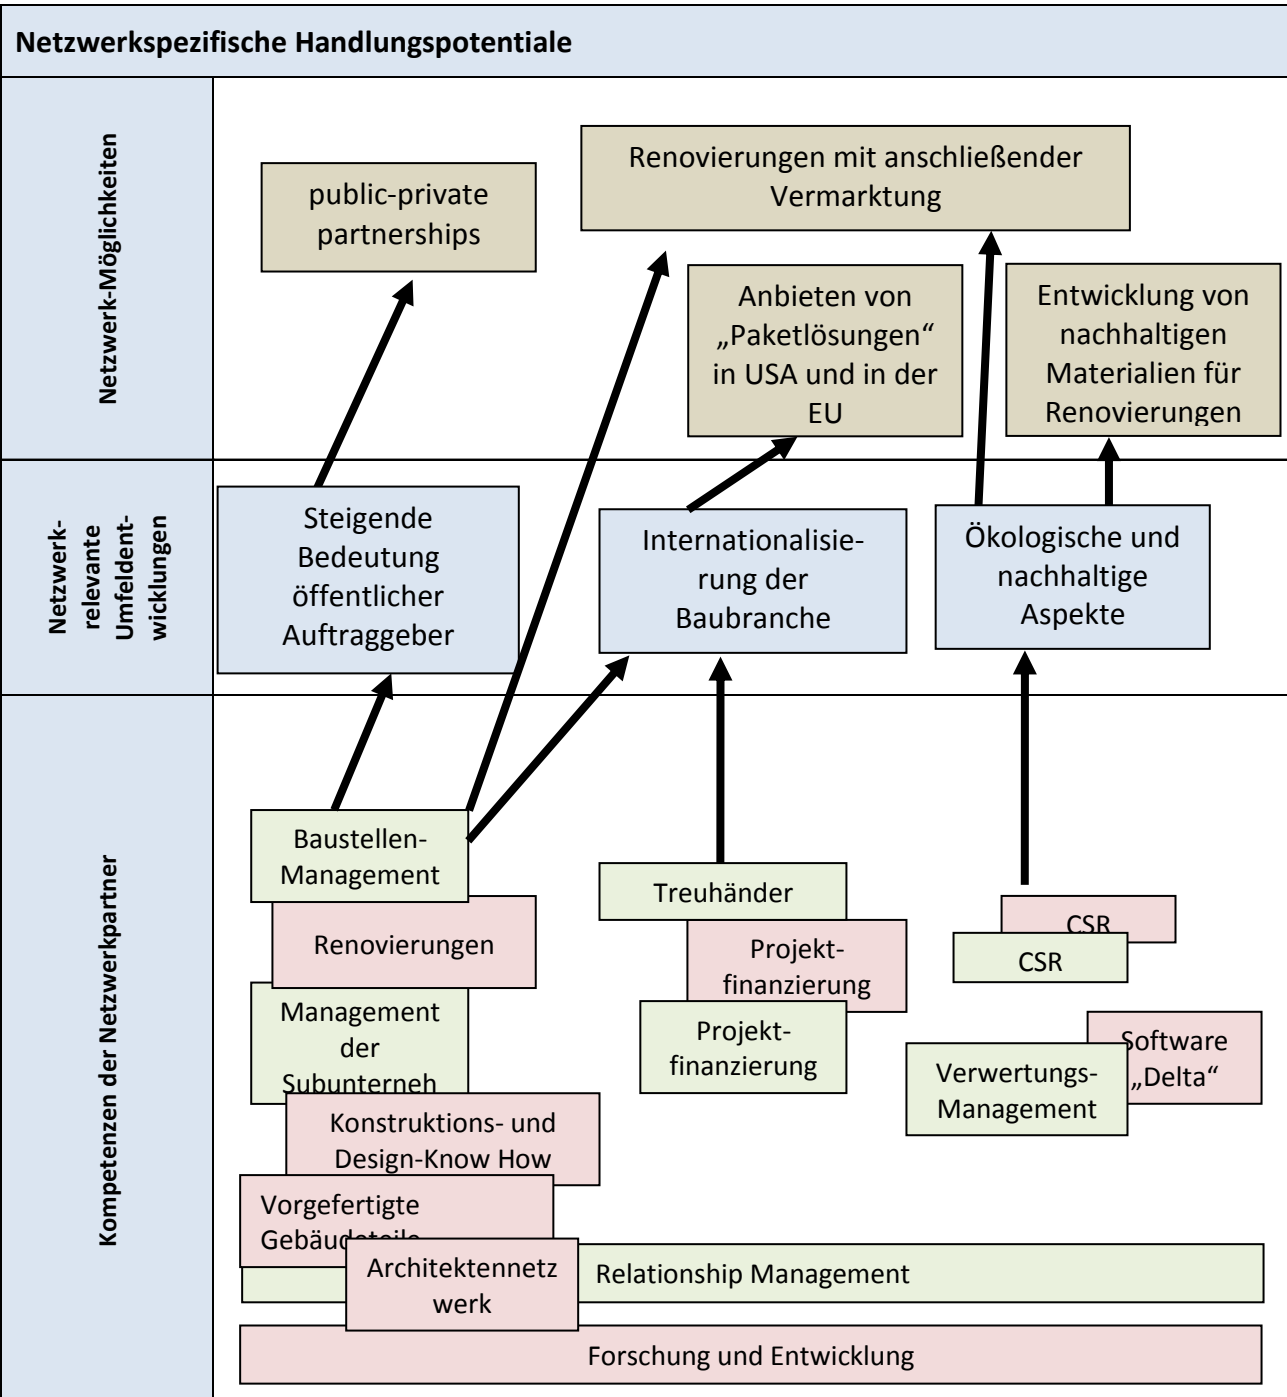 Netzwerkspezifische Handlungspotentiale
Netzwerk-Möglichkeiten
public-private
partnerships
Renovierungen mit anschließender
Vermarktung
Anbieten von
„Paketlösungen“
in USA und in der
EU
Entwicklung von
nachhaltigen
Materialien für
Renovierungen
Netzwerk-
relevante
Umfeldent-
wicklungen
Steigende
Bedeutung
öffentlicher
Auftraggeber
Internationalisie-
rung der
Baubranche
Ökologische und
nachhaltige
Aspekte
Kompetenzen der Netzwerkpartner
Baustellen-
Management
Renovierungen
Management
der
Subunterneh
Konstruktions- und
Design-Know How
Vorgefertigte
Gebäudeteile
Architektennetz
werk
Treuhänder
Projekt-
finanzierung
Projekt-
finanzierung
CSR
CSR
Software
„Delta“
Verwertungs-
Management
Relationship Management
Forschung und Entwicklung